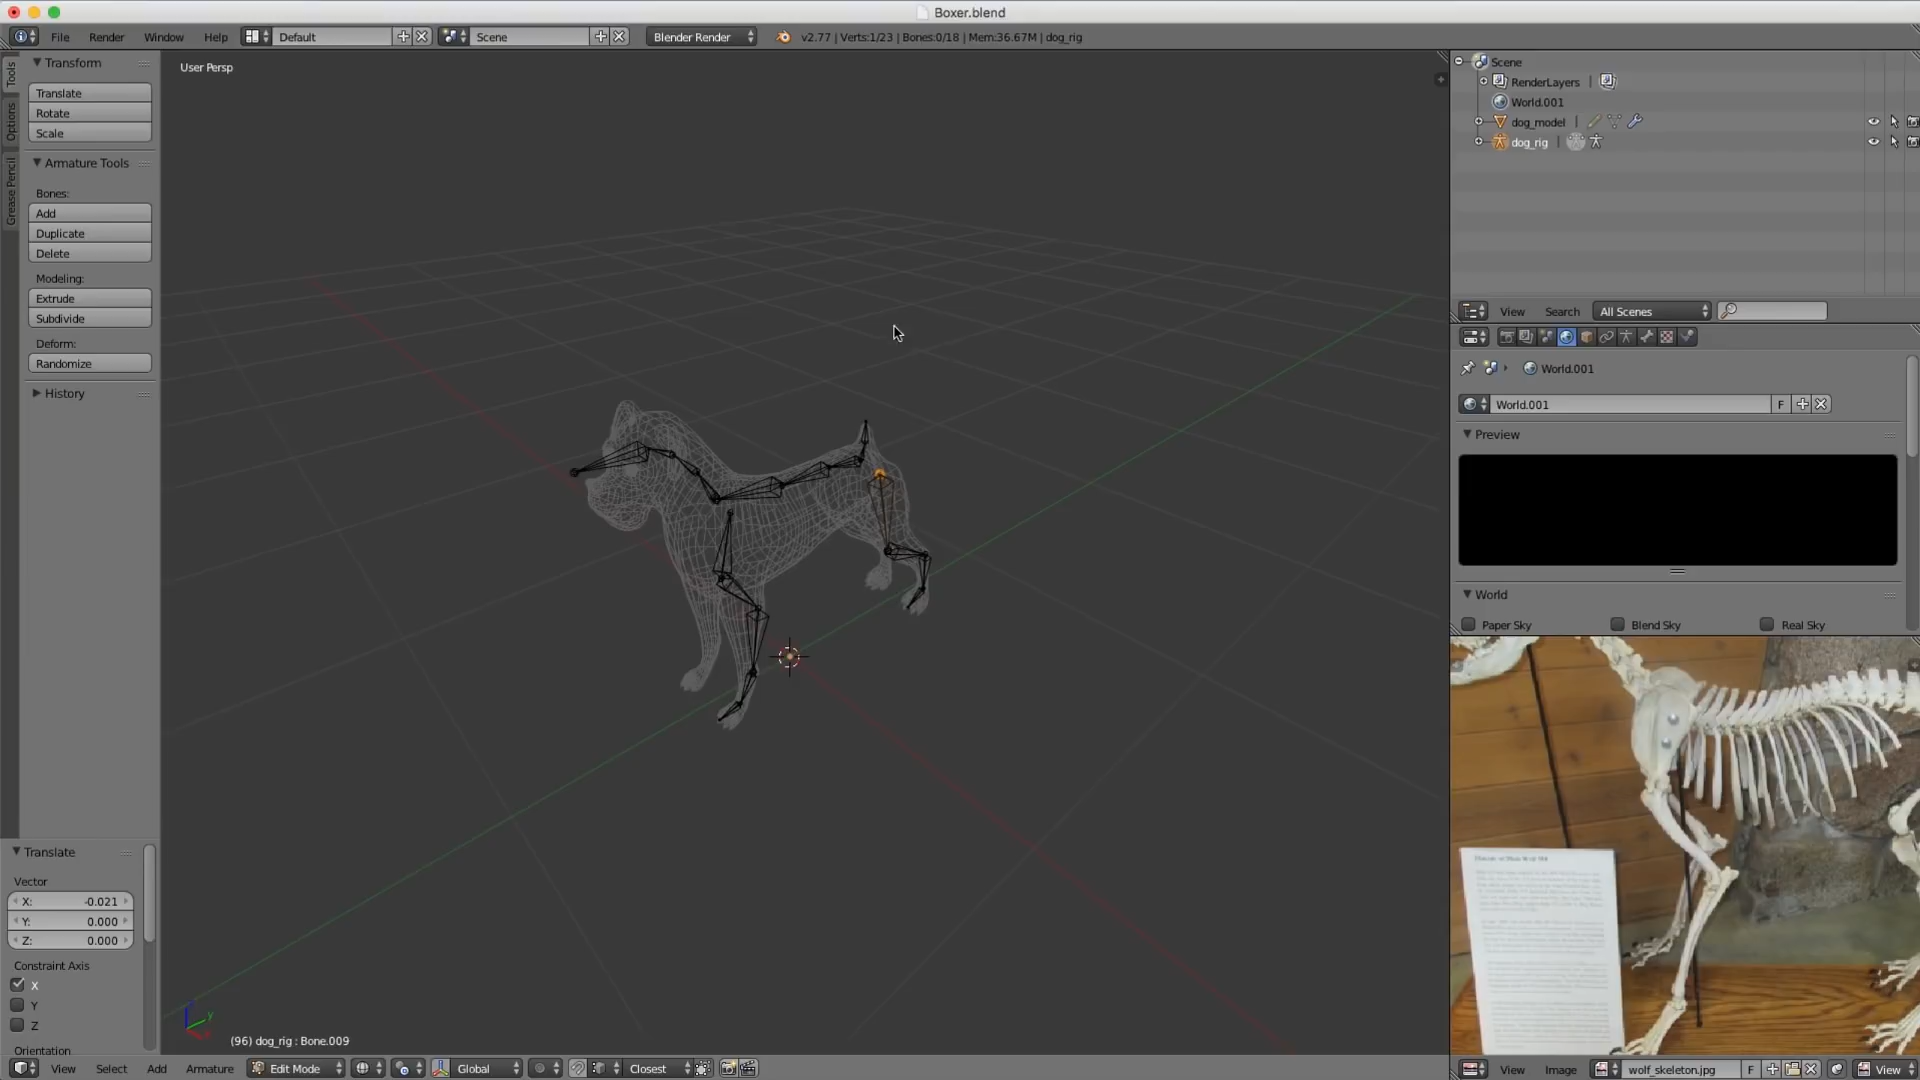 Boxer.blend
File Render Window Help Default Scene Blender Render v2.77 | Verts:1/23 | Bones:0/18 | Mem:36.67M | dog_rig
Tools
Options
Grease Pencil
Transform
Translate
Rotate
Scale
Armature Tools
Bones:
Add
Duplicate
Delete
Modeling:
Extrude
Subdivide
Deform:
Randomize
History
Translate
Vector
X: -0.021
Y: 0.000
Z: 0.000
Constraint Axis
X
Y
Z
Orientation
User Persp
(96) dog_rig : Bone.009
View Select Add Armature Edit Mode Global Closest
Scene
RenderLayers |
World.001
dog_model |
dog_rig |
View Search All Scenes
World.001
World.001 F
Preview
World
Paper Sky Blend Sky Real Sky
View Image wolf_skeleton.jpg F View